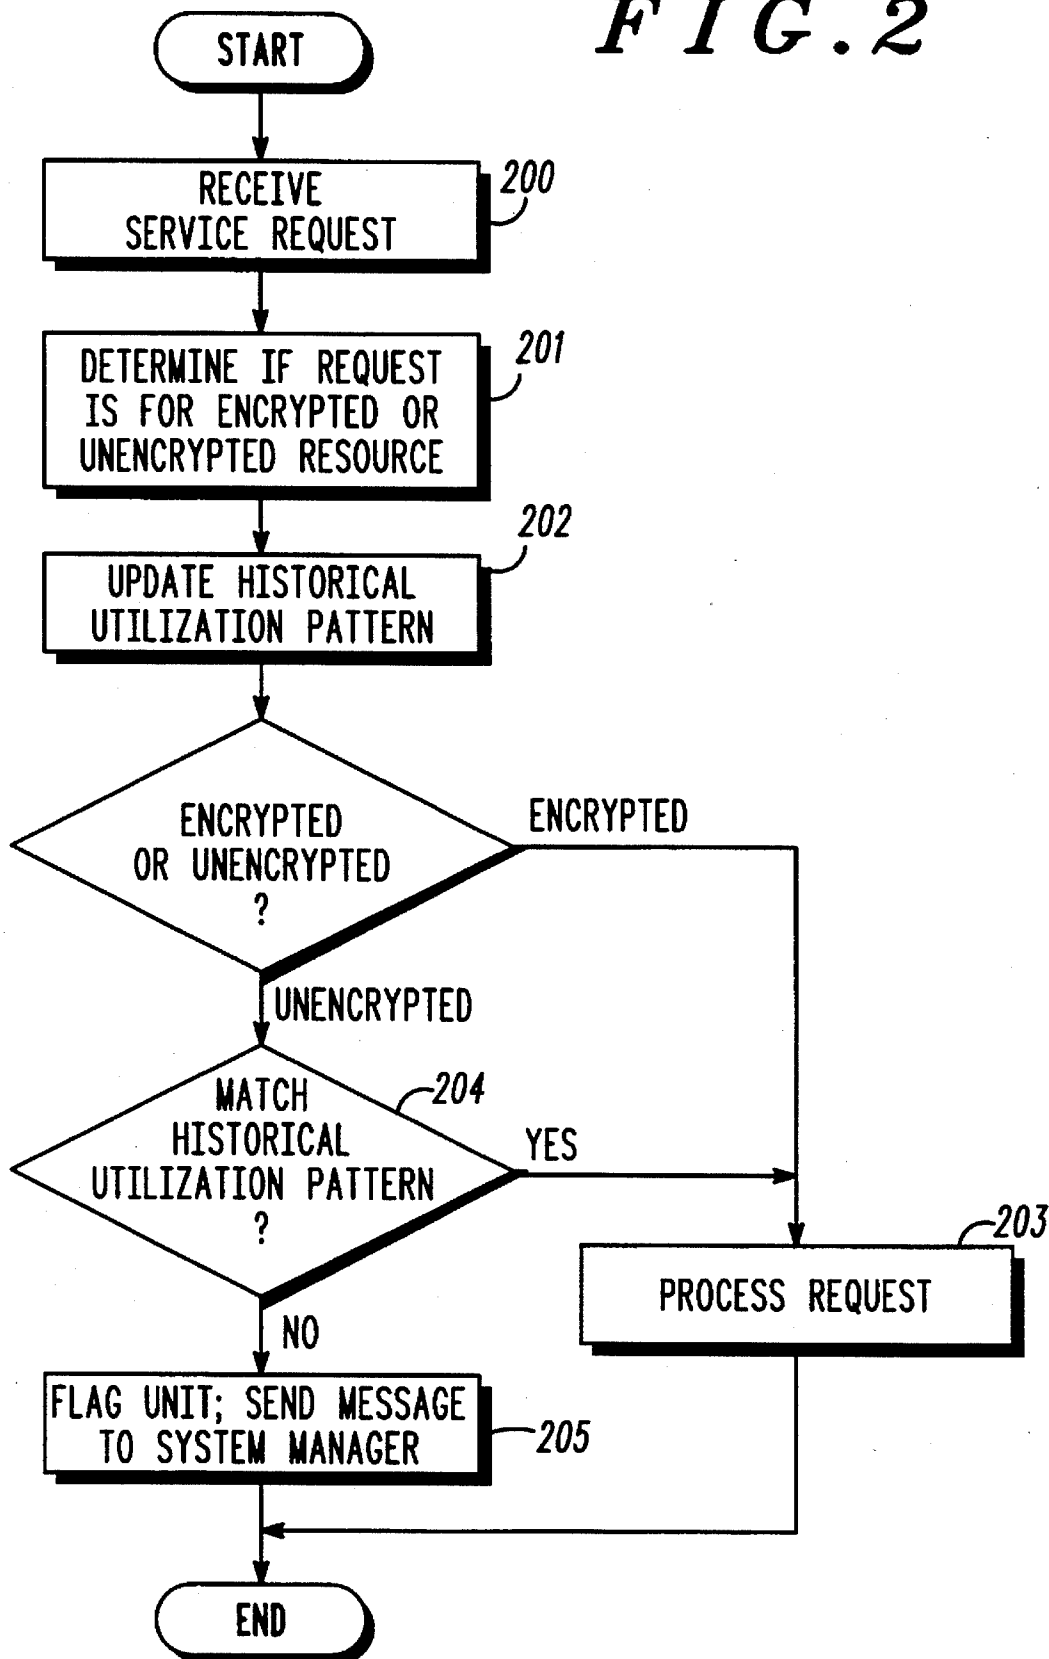 FIG.2
START
RECEIVE
SERVICE REQUEST
200
DETERMINE IF REQUEST
IS FOR ENCRYPTED OR
UNENCRYPTED RESOURCE
201
UPDATE HISTORICAL
UTILIZATION PATTERN
202
ENCRYPTED
OR UNENCRYPTED
?
ENCRYPTED
UNENCRYPTED
MATCH
HISTORICAL
UTILIZATION PATTERN
?
204
YES
NO
203
PROCESS REQUEST
FLAG UNIT; SEND MESSAGE
TO SYSTEM MANAGER
205
END